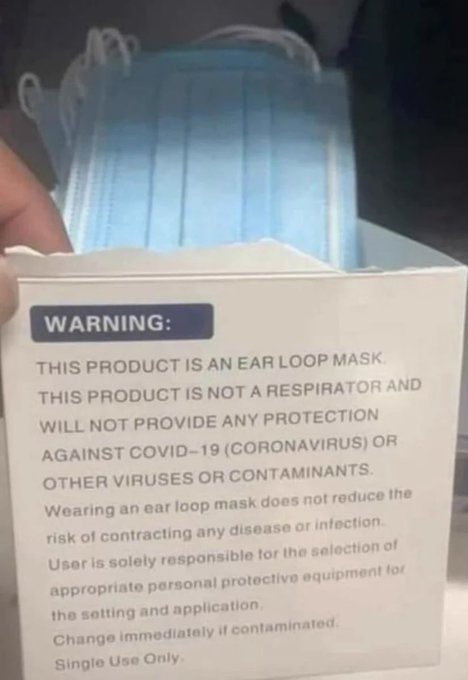 WARNING:
THIS PRODUCT IS AN EAR LOOP MASK.
THIS PRODUCT IS NOT A RESPIRATOR AND
WILL NOT PROVIDE ANY PROTECTION
AGAINST COVID-19 (CORONAVIRUS) OR
OTHER VIRUSES OR CONTAMINANTS.
Wearing an ear loop mask does not reduce the
risk of contracting any disease or infection.
User is solely responsible for the selection of
appropriate personal protective equipment for
the setting and application.
Change immediately if contaminated.
Single Use Only.